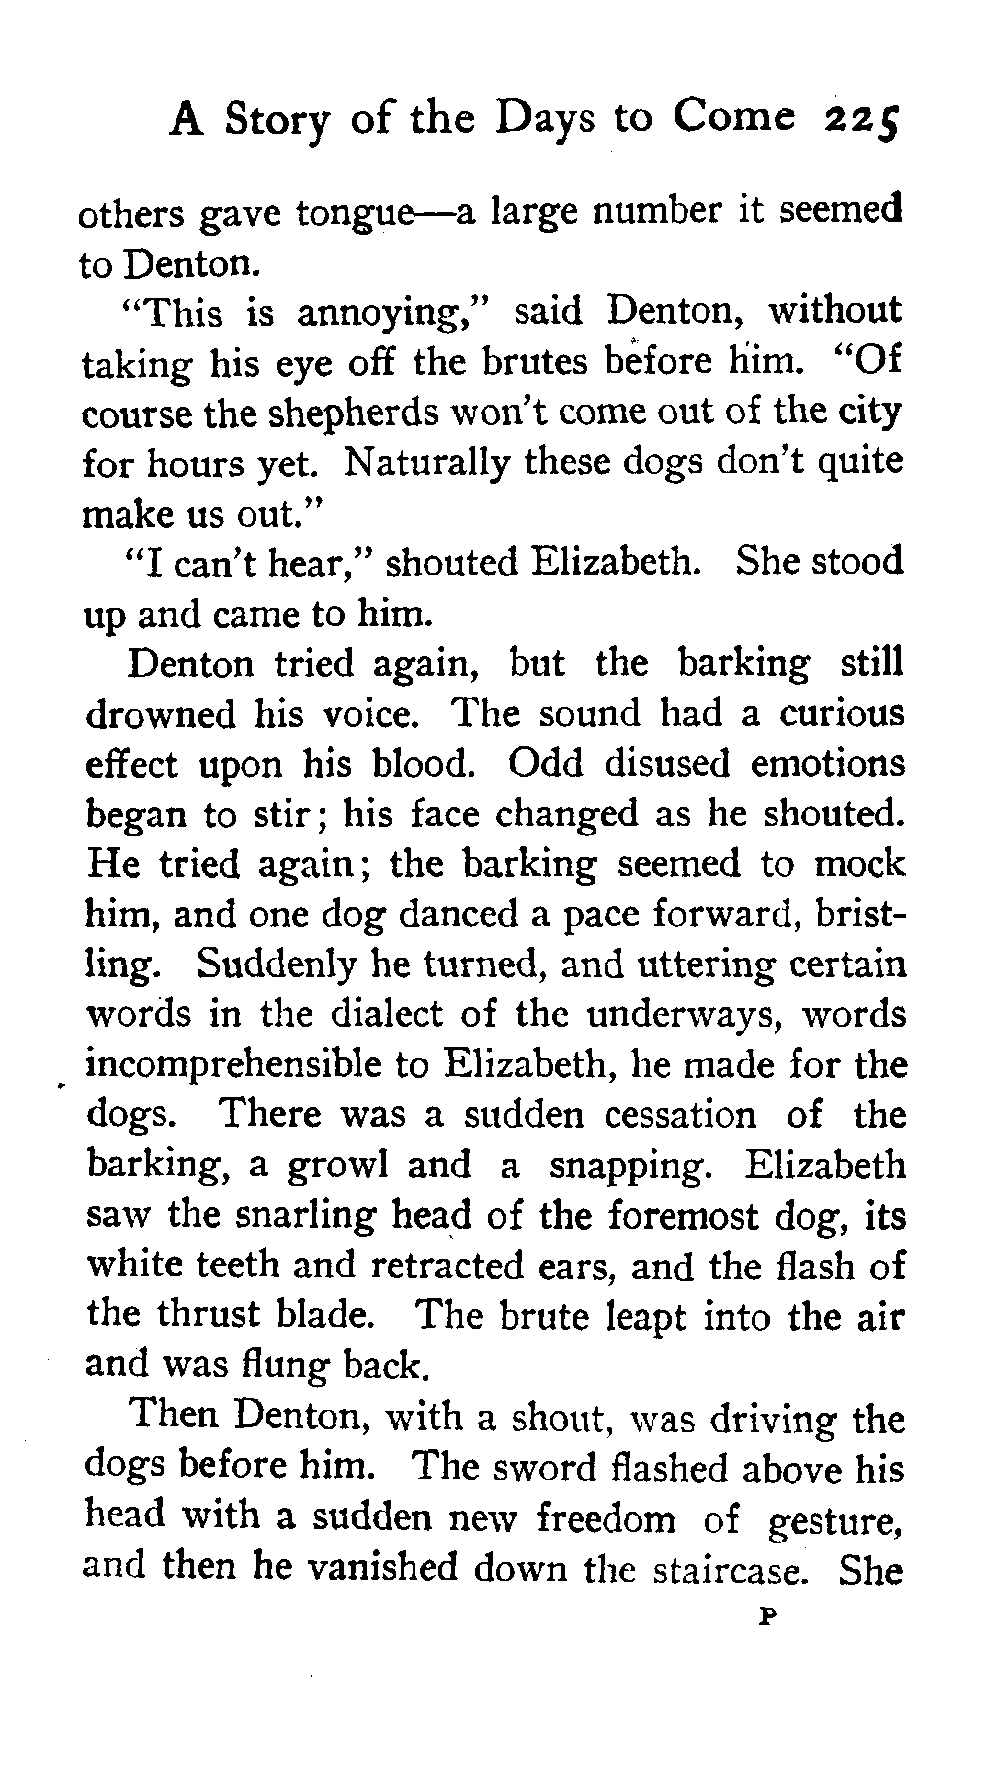 A Story of the Days to Come 225
others gave tongue—a large number it seemed
to Denton.
"This is annoying," said Denton, without
taking his eye off the brutes before him. "Of
course the shepherds won't come out of the city
for hours yet. Naturally these dogs don't quite
make us out."
"I can't hear," shouted Elizabeth. She stood
up and came to him.
Denton tried again, but the barking still
drowned his voice. The sound had a curious
effect upon his blood. Odd disused emotions
began to stir; his face changed as he shouted.
He tried again; the barking seemed to mock
him, and one dog danced a pace forward, brist-
ling. Suddenly he turned, and uttering certain
words in the dialect of the underways, words
incomprehensible to Elizabeth, he made for the
dogs. There was a sudden cessation of the
barking, a growl and a snapping. Elizabeth
saw the snarling head of the foremost dog, its
white teeth and retracted ears, and the flash of
the thrust blade. The brute leapt into the air
and was flung back.
Then Denton, with a shout, was driving the
dogs before him. The sword flashed above his
head with a sudden new freedom of gesture,
and then he vanished down the staircase. She
P